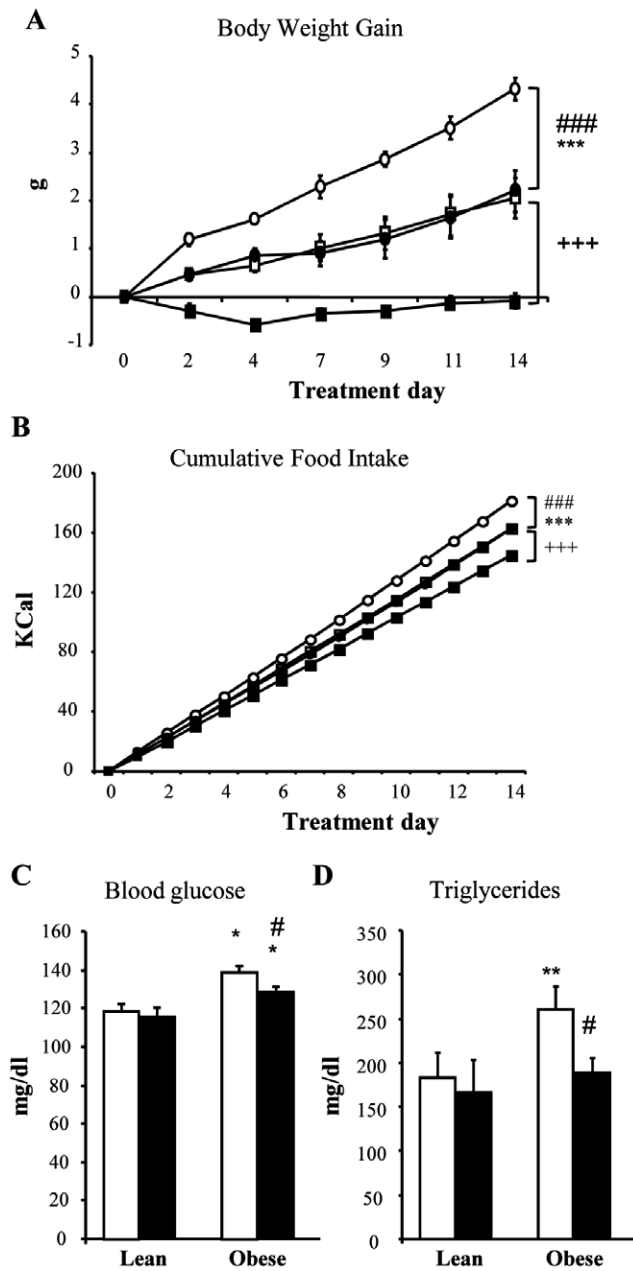 A
Body Weight Gain
5
4
3
2
1
0
-1
g
###
***
+++
0 2 4 7 9 11 14
Treatment day
B
Cumulative Food Intake
200
160
120
80
40
0
KCal
###
***
+++
0 2 4 6 8 10 12 14
Treatment day
C
Blood glucose
160
140
120
100
80
60
40
20
0
mg/dl
*
#
*
Lean Obese
D
Triglycerides
350
300
250
200
150
100
50
0
mg/dl
**
#
Lean Obese